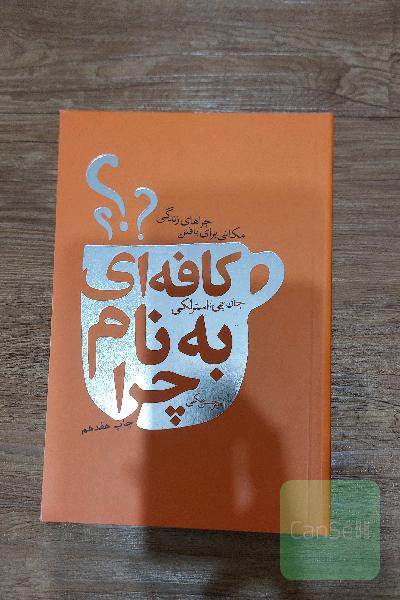 چراهای زندگی
مکانی برای یافتن
کافه‌ای
جان پی. استرلکی
به نام
چرا
چاپ هفدهم
CanSell